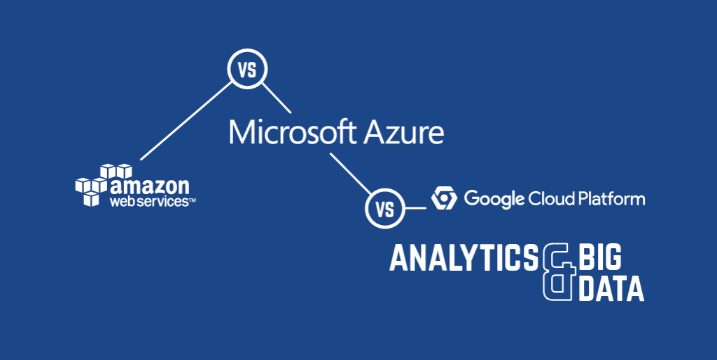 VS
Microsoft Azure
amazon
web services™
VS
Google Cloud Platform
ANALYTICS & BIG
DATA